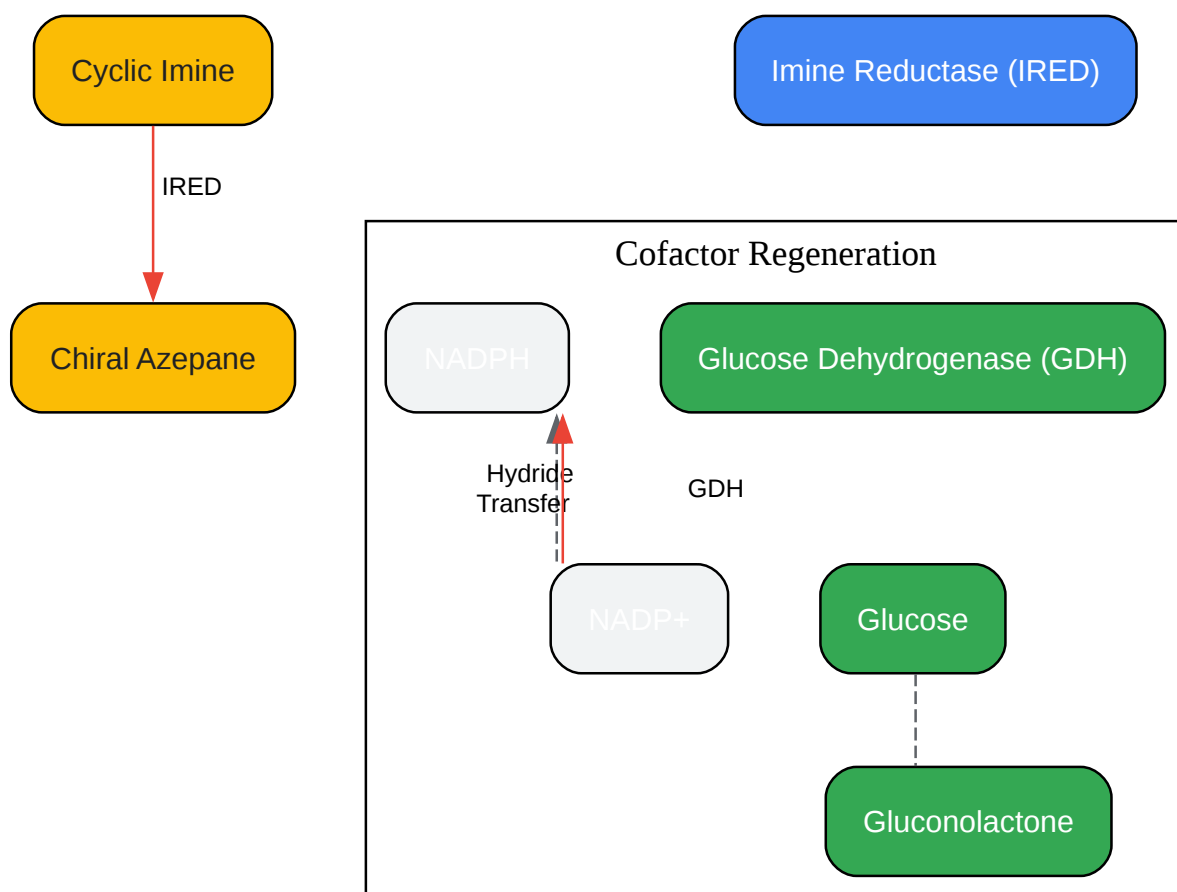 Cyclic Imine
Imine Reductase (IRED)
IRED
Cofactor Regeneration
Chiral Azepane
NADPH
Glucose Dehydrogenase (GDH)
Hydride
Transfer
GDH
NADP+
Glucose
Gluconolactone